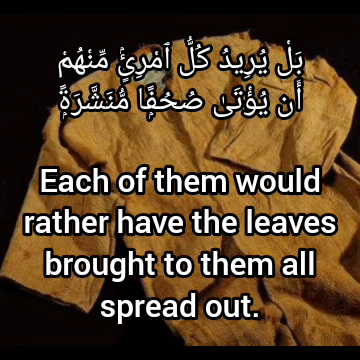 بَلْ يُرِيدُ كُلُّ ٱمْرِئٍۢ مِّنْهُمْ
أَن يُؤْتَىٰ صُحُفًۭا مُّنَشَّرَةًۭ
Each of them would
rather have the leaves
brought to them all
spread out.